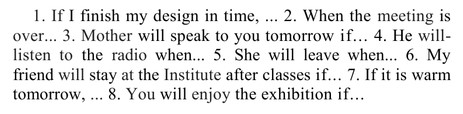 1. If I finish my design in time, ... 2. When the meeting is
over... 3. Mother will speak to you tomorrow if… 4. He will-
listen to the radio when... 5. She will leave when... 6. My
friend will stay at the Institute after classes if… 7. If it is warm
tomorrow, ... 8. You will enjoy the exhibition if…